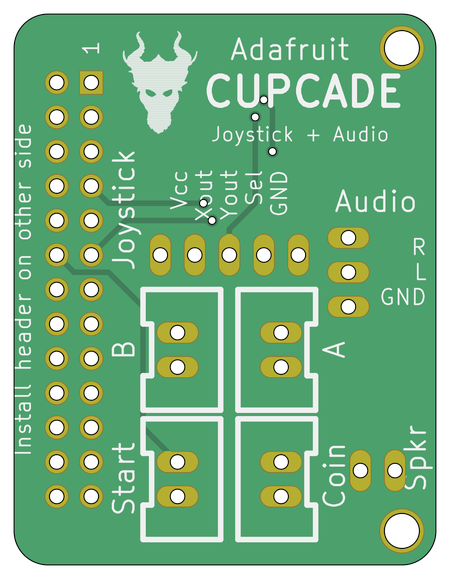 1
Adafruit
CUPCADE
Joystick + Audio
Install header on other side
Joystick
Vcc
Xout
Yout
Sel
GND
Audio
R
L
GND
B
A
Start
Coin
Spkr